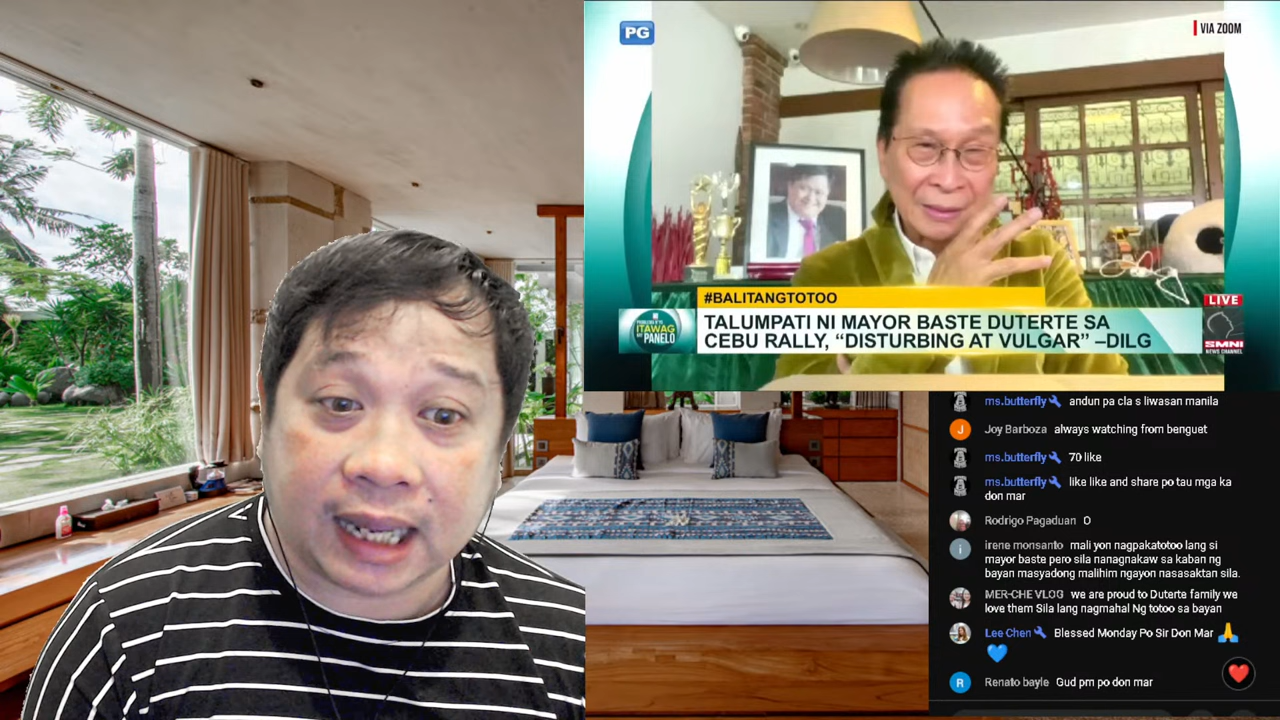 PG
VIA ZOOM
#BALITANGTOTOO
ITAWAG
PANELO
TALUMPATI NI MAYOR BASTE DUTERTE SA
CEBU RALLY, “DISTURBING AT VULGAR” –DILG
LIVE
SMNI
NEWS CHANNEL
ms.butterfly andun pa cla s liwasan manila
J Joy Barboza always watching from benguet
ms.butterfly 70 like
ms.butterfly like like and share po tau mga ka
don mar
Rodrigo Pagaduan O
i irene monsanto mali yon nagpakatotoo lang si
mayor baste pero sila nanagnakaw sa kaban ng
bayan masyadong malihim ngayon nasasaktan sila.
MER-CHE VLOG we are proud to Duterte family we
love them Sila lang nagmahal Ng totoo sa bayan
Lee Chen Blessed Monday Po Sir Don Mar 🙏
💙
R Renato bayle Gud pm po don mar